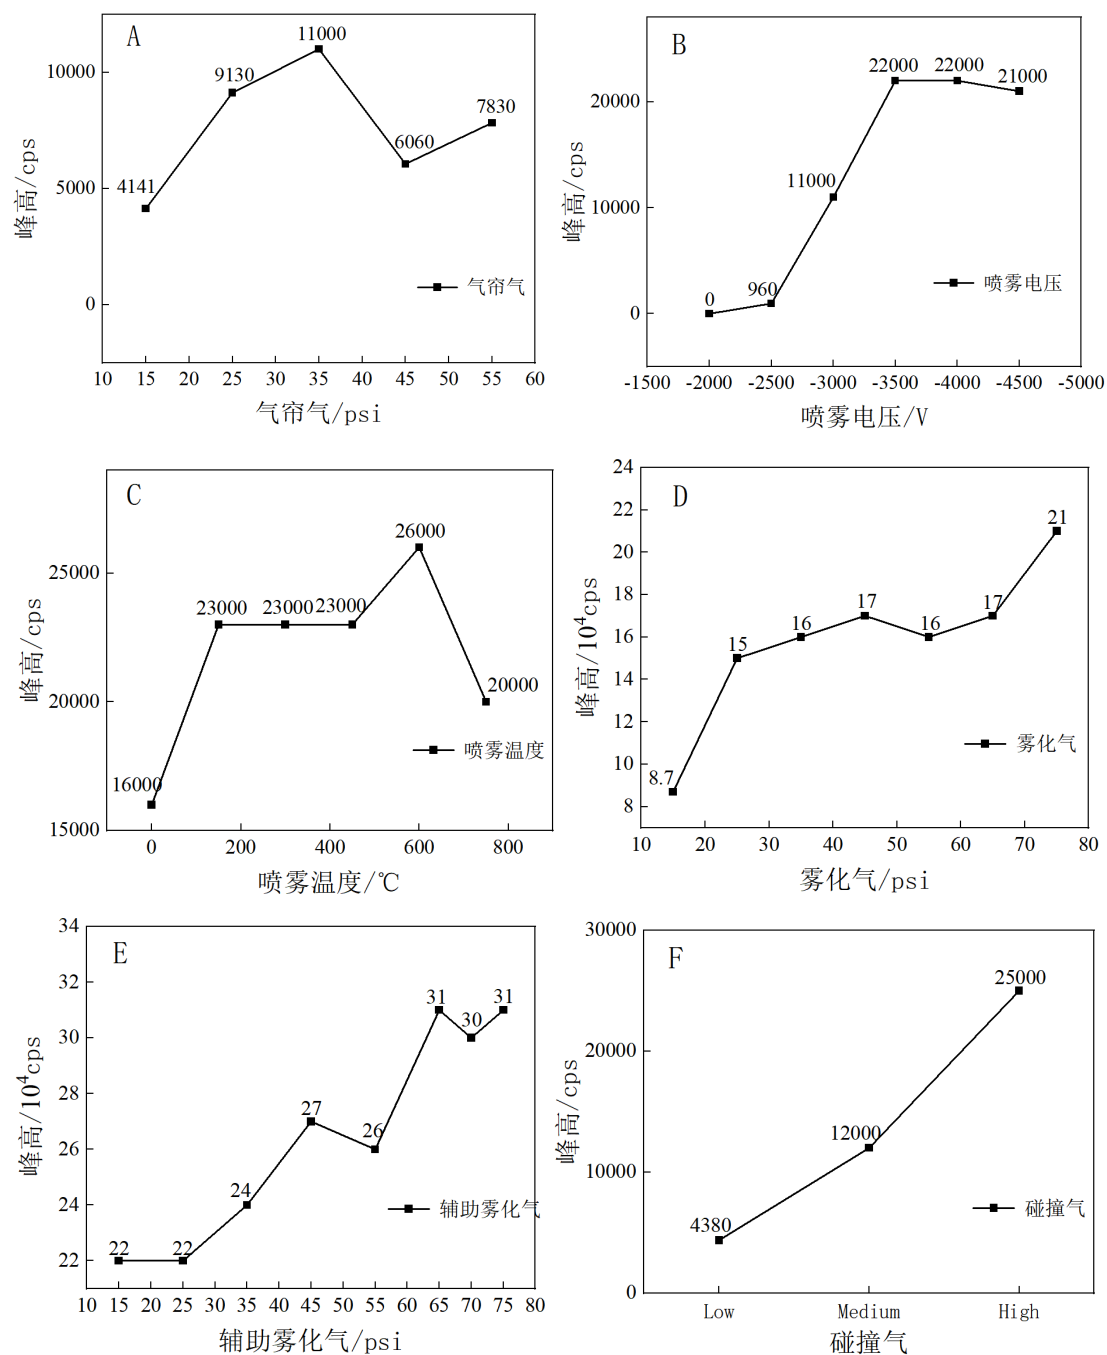 A
4141
9130
11000
6060
7830
10000
5000
0
峰高/cps
气帘气
10 15 20 25 30 35 40 45 50 55 60
气帘气/psi
B
0
960
11000
22000
22000
21000
20000
10000
0
峰高/cps
喷雾电压
-1500 -2000 -2500 -3000 -3500 -4000 -4500 -5000
喷雾电压/V
C
16000
23000
23000
23000
26000
20000
25000
20000
15000
峰高/cps
喷雾温度
0 200 400 600 800
喷雾温度/℃
D
8.7
15
16
17
16
17
21
24
22
20
18
16
14
12
10
8
峰高/10⁴cps
雾化气
10 20 30 40 50 60 70 80
雾化气/psi
E
22
22
24
27
26
31
30
31
34
32
30
28
26
24
22
峰高/10⁴cps
辅助雾化气
10 15 20 25 30 35 40 45 50 55 60 65 70 75 80
辅助雾化气/psi
F
4380
12000
25000
30000
20000
10000
0
峰高/cps
碰撞气
Low Medium High
碰撞气